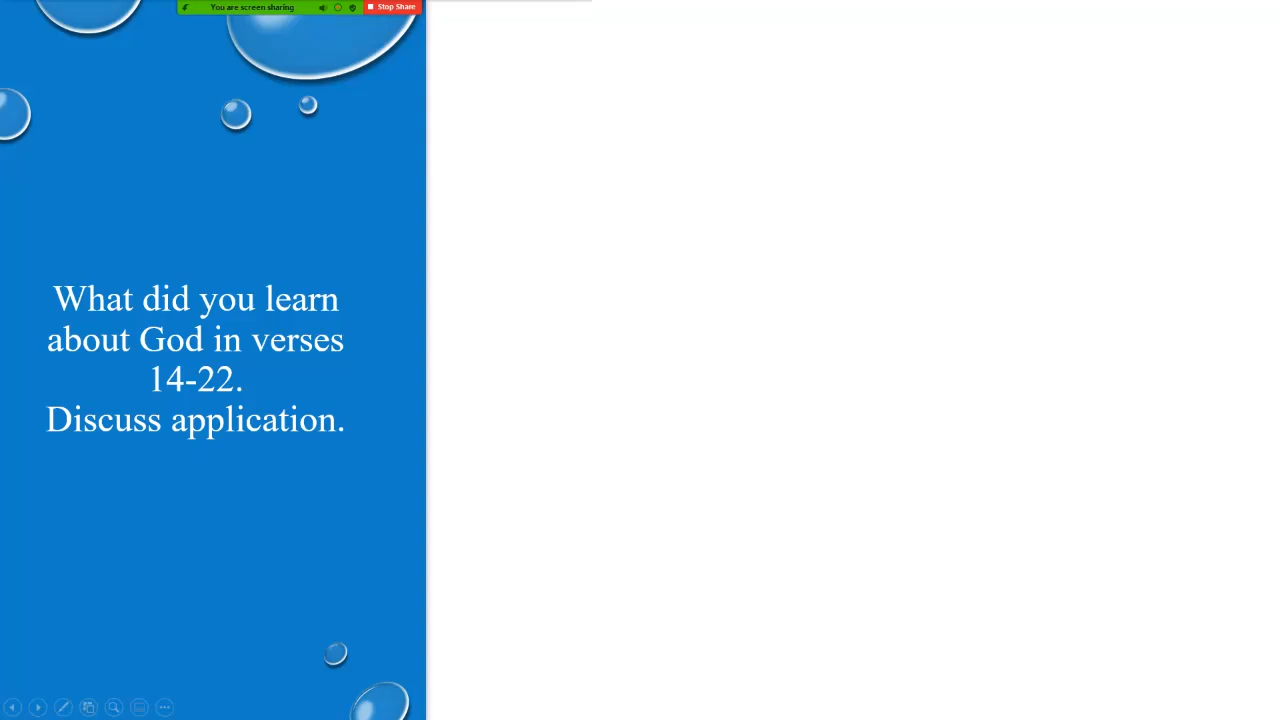 You are screen sharing
Stop Share
What did you learn
about God in verses
14-22.
Discuss application.